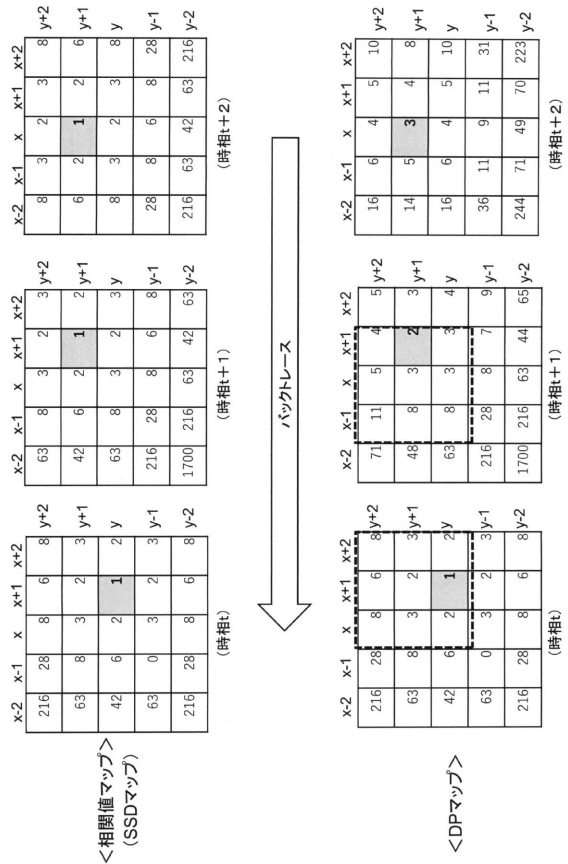 <相関値マップ>
(SSDマップ)
x-2 x-1 x x+1 x+2
216 28 8 6 8 y+2
63 8 3 2 3 y+1
42 6 2 1 2 y
63 0 3 2 3 y-1
216 28 8 6 8 y-2
(時相t)
x-2 x-1 x x+1 x+2
63 8 3 2 3 y+2
42 6 2 1 2 y+1
63 8 3 2 3 y
216 28 8 6 8 y-1
1700 216 63 42 63 y-2
(時相t+1)
x-2 x-1 x x+1 x+2
8 3 2 3 8 y+2
6 2 1 2 6 y+1
8 3 2 3 8 y
28 8 6 8 28 y-1
216 63 42 63 216 y-2
(時相t+2)
バックトレース
<DPマップ>
x-2 x-1 x x+1 x+2
216 28 8 6 8 y+2
63 8 3 2 3 y+1
42 6 2 1 2 y
63 0 3 2 3 y-1
216 28 8 6 8 y-2
(時相t)
x-2 x-1 x x+1 x+2
71 11 5 4 5 y+2
48 8 3 2 3 y+1
63 8 3 3 4 y
216 28 8 7 9 y-1
1700 216 63 44 65 y-2
(時相t+1)
x-2 x-1 x x+1 x+2
16 6 4 5 10 y+2
14 5 3 4 8 y+1
16 6 4 5 10 y
36 11 9 11 31 y-1
244 71 49 70 223 y-2
(時相t+2)